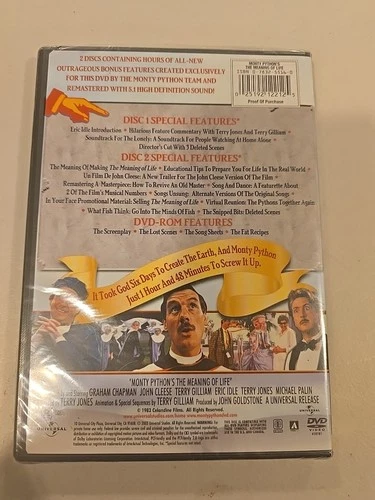 2 DISCS CONTAINING HOURS OF ALL-NEW
OUTRAGEOUS BONUS FEATURES CREATED EXCLUSIVELY
FOR THIS DVD BY THE MONTY PYTHON TEAM AND
REMASTERED WITH 5.1 HIGH DEFINITION SOUND!
MONTY PYTHON'S
THE MEANING OF LIFE
Proof Of Purchase
DISC 1 SPECIAL FEATURES*
Eric Idle Introduction • Hilarious Feature Commentary With Terry Jones And Terry Gilliam •
Soundtrack For The Lonely: A Soundtrack For People Watching At Home Alone •
Director's Cut With 3 Deleted Scenes
DISC 2 SPECIAL FEATURES*
The Meaning Of Making The Meaning of Life • Educational Tips To Prepare You For Life In The Real World •
Un Film De John Cleese: A New Trailer For The John Cleese Version Of The Film •
Remastering A Masterpiece: How To Revive An Old Master • Song And Dance: A Featurette About
2 Of The Film's Musical Numbers • Songs Unsung: Alternate Versions Of The Original Songs •
In Your Face Promotional Material: Selling The Meaning of Life • Virtual Reunion: The Pythons Together Again
• What Fish Think: Go Into The Minds Of Fish • The Snipped Bits: Deleted Scenes
DVD-ROM FEATURES
The Screenplay • The Lost Scenes • The Song Sheets • The Fat Recipes
It Took God Six Days To Create The Earth, And Monty Python
Just 1 Hour And 48 Minutes To Screw It Up.
"MONTY PYTHON'S THE MEANING OF LIFE"
Starring GRAHAM CHAPMAN JOHN CLEESE TERRY GILLIAM ERIC IDLE TERRY JONES MICHAEL PALIN
TERRY JONES Animation & Special Sequences by TERRY GILLIAM Produced by JOHN GOLDSTONE A UNIVERSAL RELEASE
© 1983 Celandine Films. All Rights Reserved.
UNIVERSAL
DVD
VIDEO